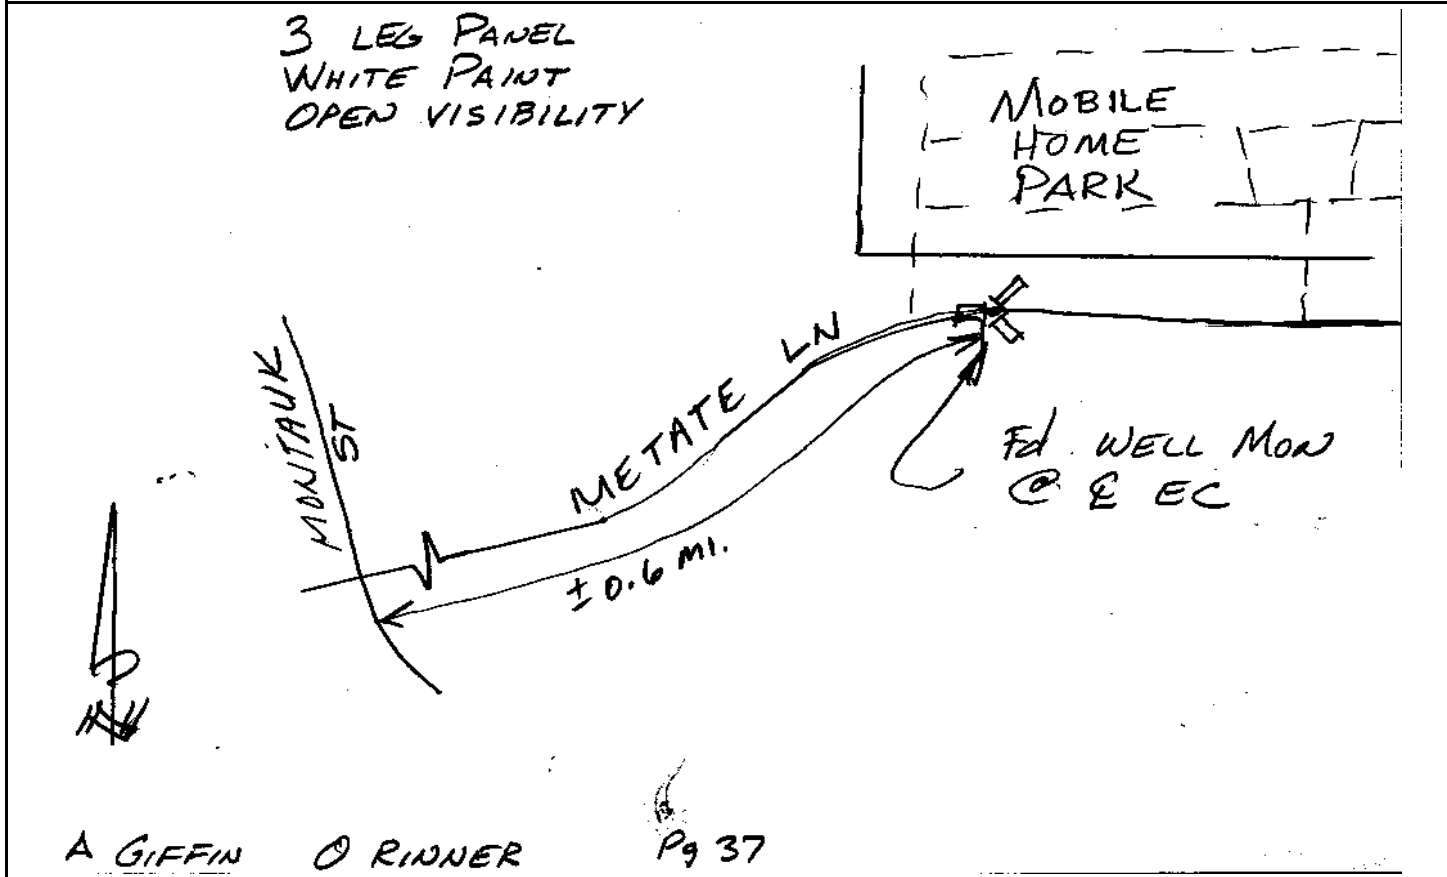 3 LEG PANEL
WHITE PAINT
OPEN VISIBILITY
MOBILE
HOME
PARK
LN
METATE
MONTAUK
ST
Fd. WELL MON
@ ℄ EC
±0.6 MI.
A GIFFIN O RINNER Pg 37